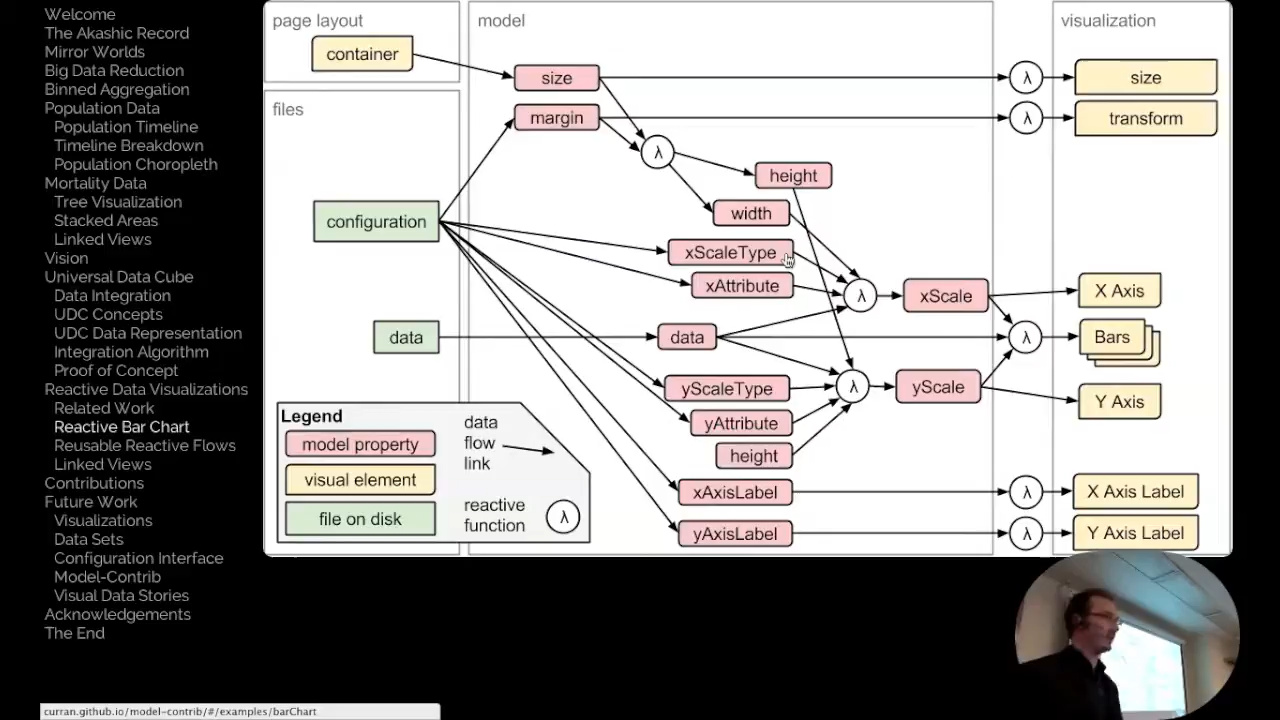 Welcome
The Akashic Record
Mirror Worlds
Big Data Reduction
Binned Aggregation
Population Data
Population Timeline
Timeline Breakdown
Population Choropleth
Mortality Data
Tree Visualization
Stacked Areas
Linked Views
Vision
Universal Data Cube
Data Integration
UDC Concepts
UDC Data Representation
Integration Algorithm
Proof of Concept
Reactive Data Visualizations
Related Work
Reactive Bar Chart
Reusable Reactive Flows
Linked Views
Contributions
Future Work
Visualizations
Data Sets
Configuration Interface
Model-Contrib
Visual Data Stories
Acknowledgements
The End
page layout
container
files
configuration
data
model
size
margin
λ
height
width
xScaleType
xAttribute
λ
xScale
data
yScaleType
yAttribute
height
λ
yScale
xAxisLabel
yAxisLabel
λ
λ
λ
λ
λ
visualization
size
transform
X Axis
Bars
Y Axis
X Axis Label
Y Axis Label
Legend
model property
visual element
file on disk
data
flow
link
reactive
function
λ
curran.github.io/model-contrib/#/examples/barChart